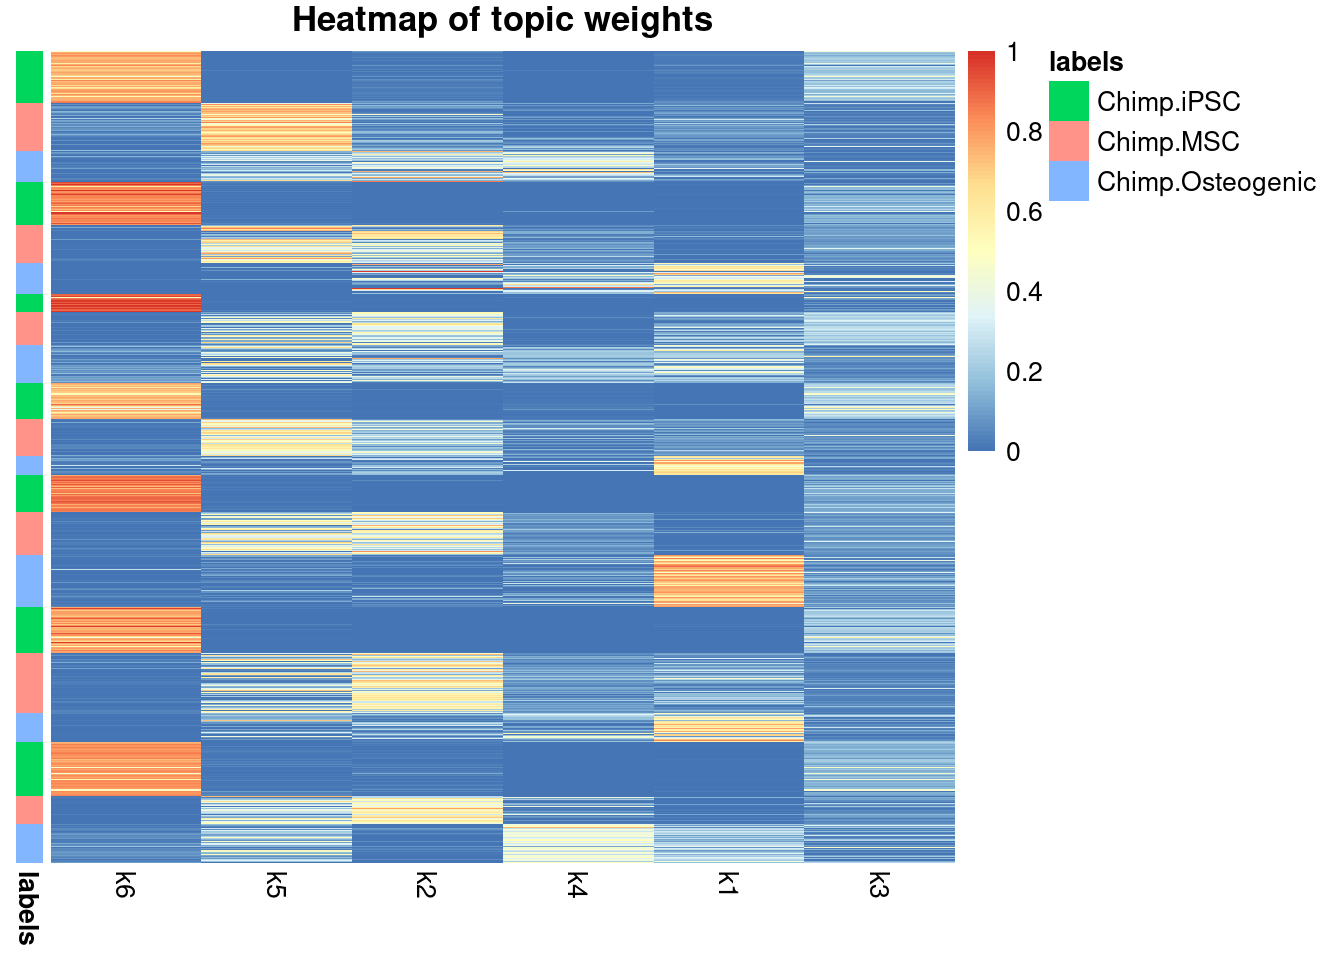 Heatmap of topic weights
1
0.8
0.6
0.4
0.2
0
labels
Chimp.iPSC
Chimp.MSC
Chimp.Osteogenic
labels
k6
k5
k2
k4
k1
k3